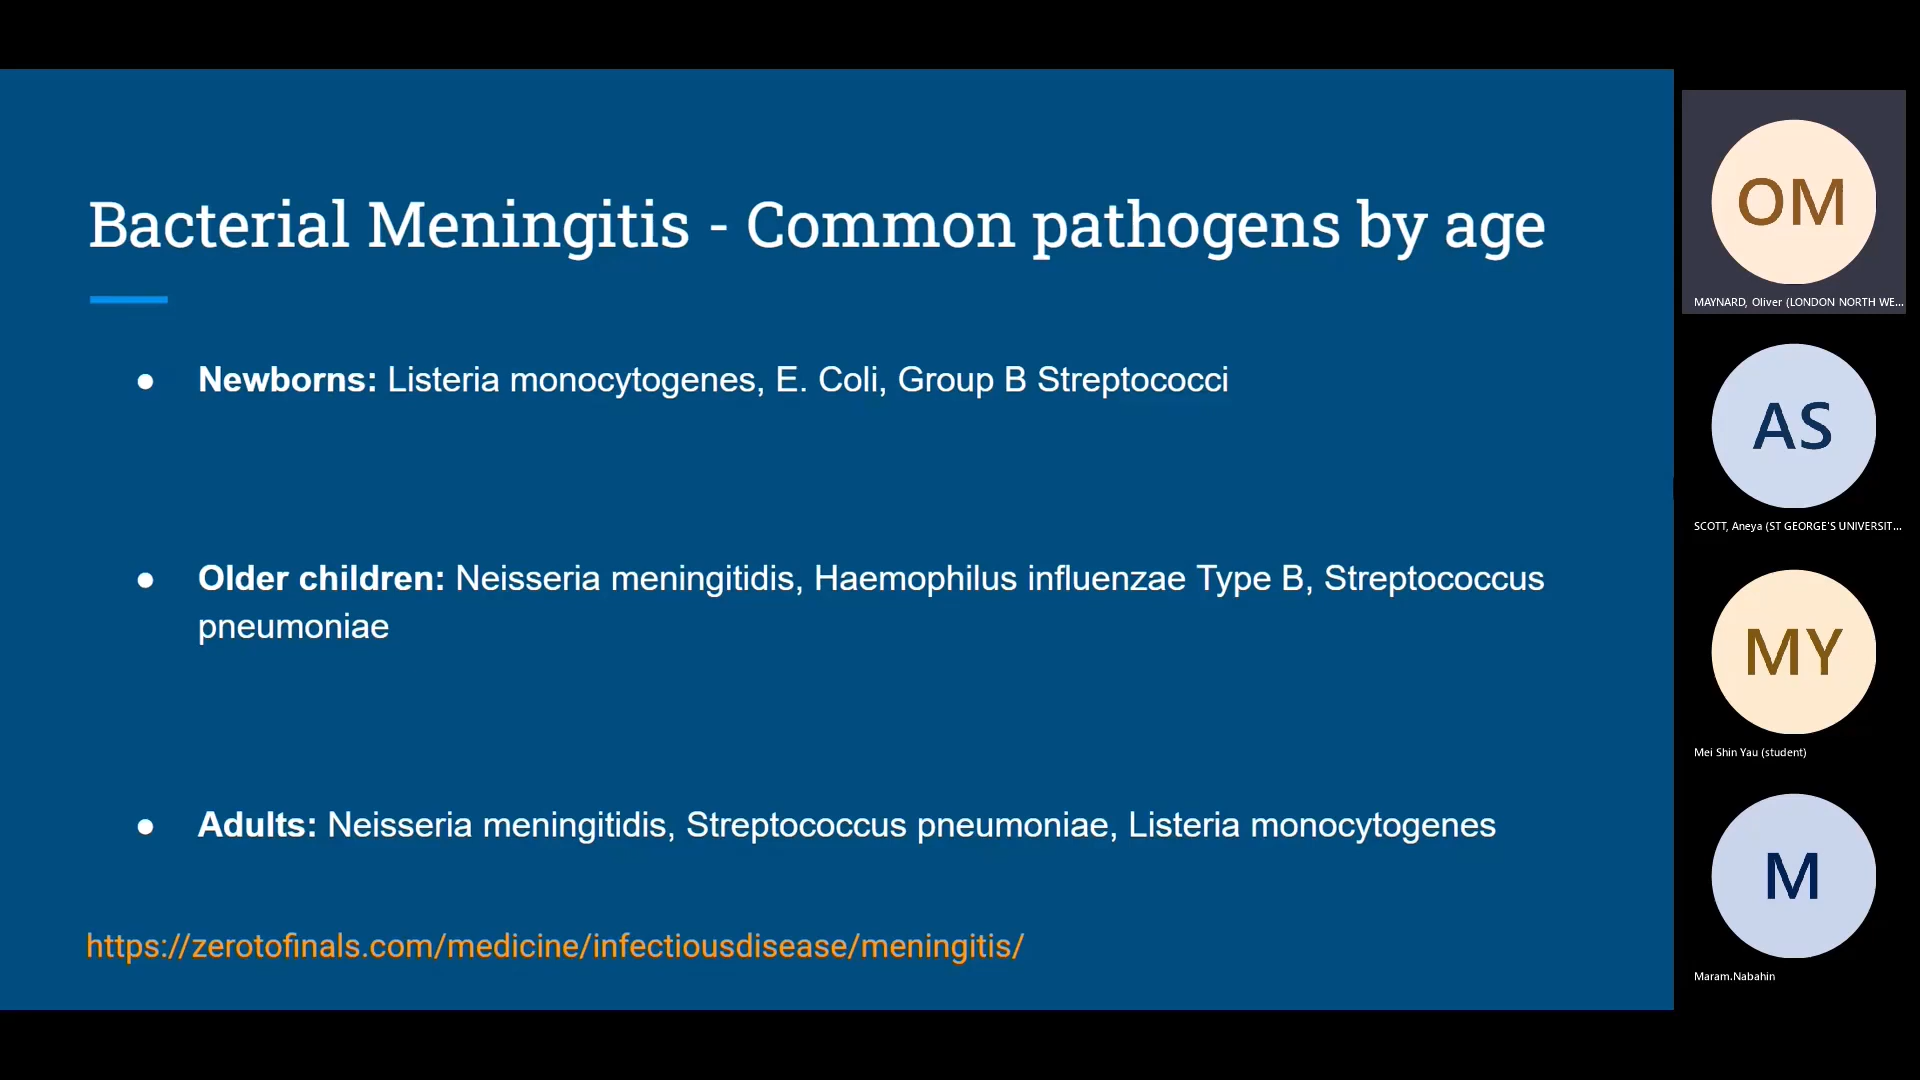 Bacterial Meningitis - Common pathogens by age
● Newborns: Listeria monocytogenes, E. Coli, Group B Streptococci
● Older children: Neisseria meningitidis, Haemophilus influenzae Type B, Streptococcus
pneumoniae
● Adults: Neisseria meningitidis, Streptococcus pneumoniae, Listeria monocytogenes
https://zerotofinals.com/medicine/infectiousdisease/meningitis/
OM
MAYNARD, Oliver (LONDON NORTH WE...
AS
SCOTT, Aneya (ST GEORGE'S UNIVERSIT...
MY
Mei Shin Yau (student)
M
Maram.Nabahin